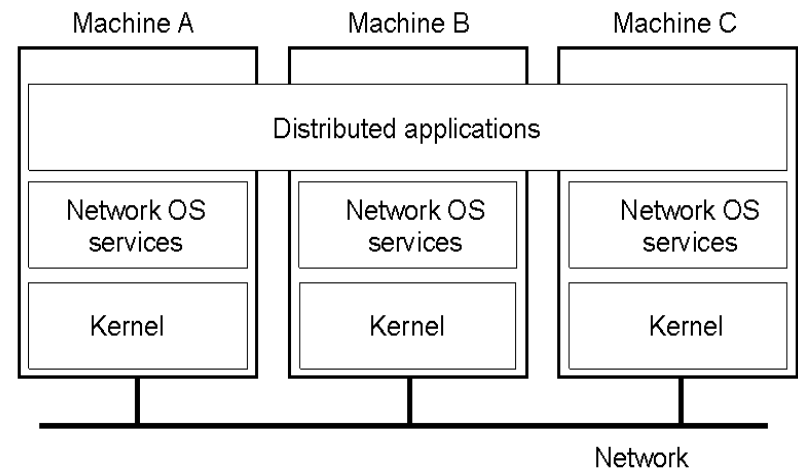 Machine A
Machine B
Machine C
Distributed applications
Network OS
services
Network OS
services
Network OS
services
Kernel
Kernel
Kernel
Network